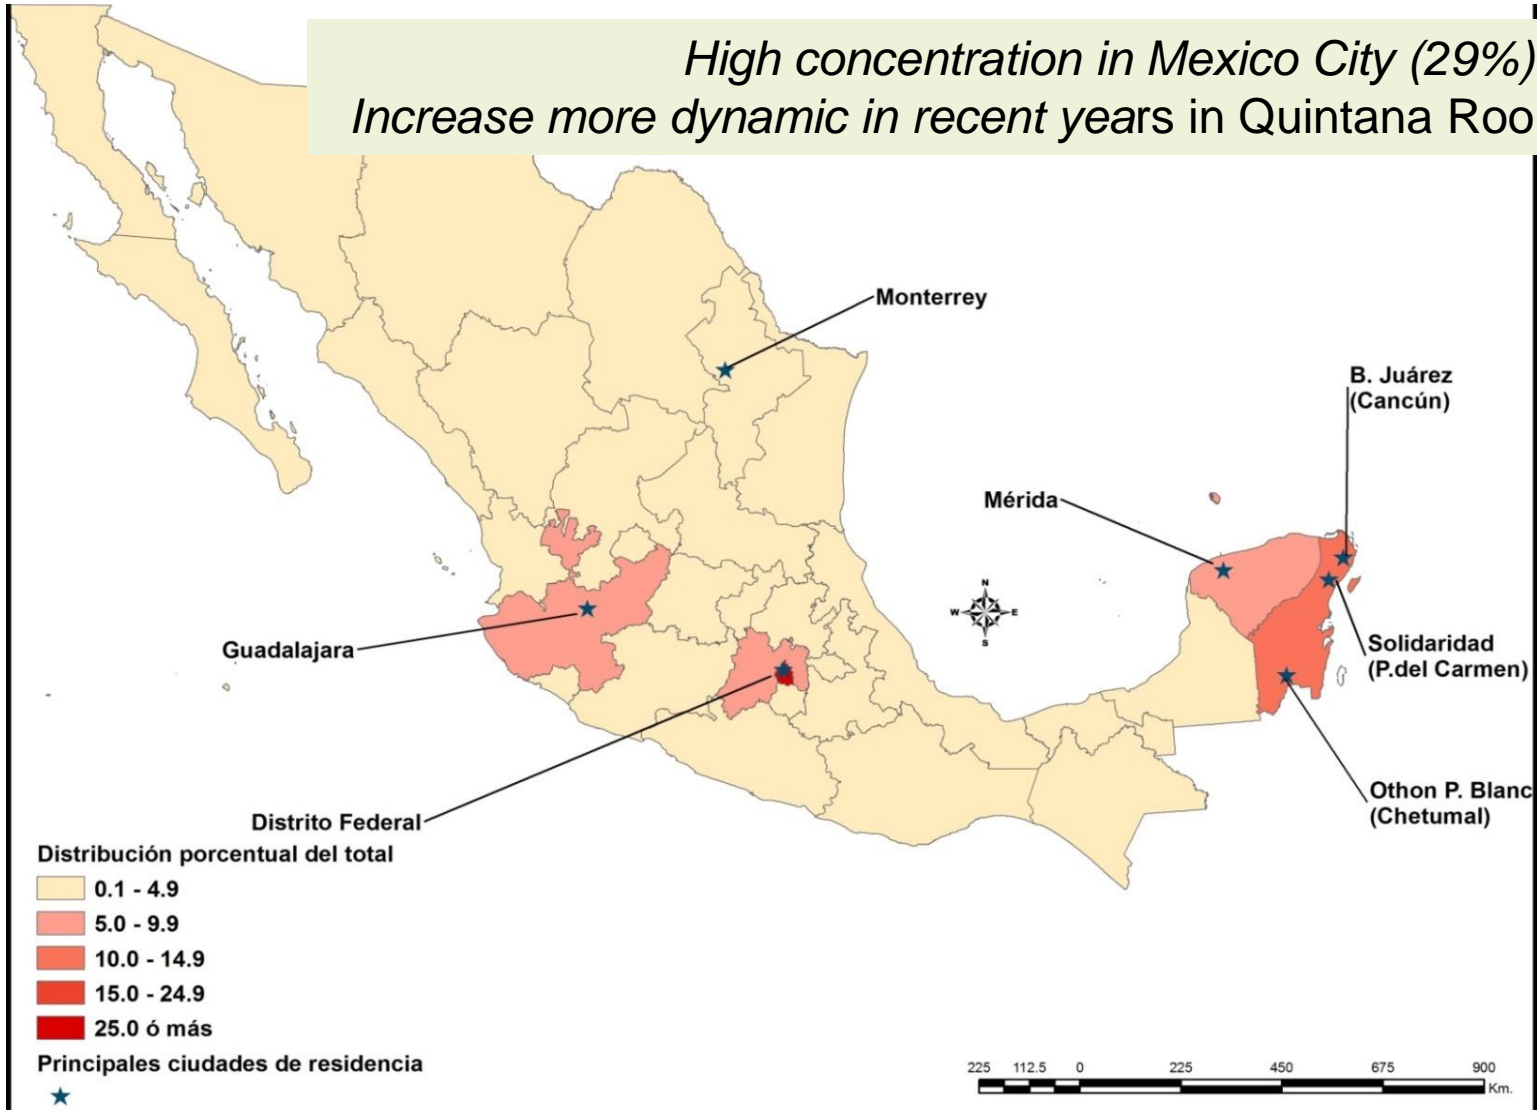 High concentration in Mexico City (29%)
Increase more dynamic in recent years in Quintana Roo
Monterrey
B. Juárez
(Cancún)
Mérida
N
W E
S
Guadalajara
Solidaridad
(P.del Carmen)
Distrito Federal
Othon P. Blanc
(Chetumal)
Distribución porcentual del total
0.1 - 4.9
5.0 - 9.9
10.0 - 14.9
15.0 - 24.9
25.0 ó más
Principales ciudades de residencia
225 112.5 0 225 450 675 900
Km.